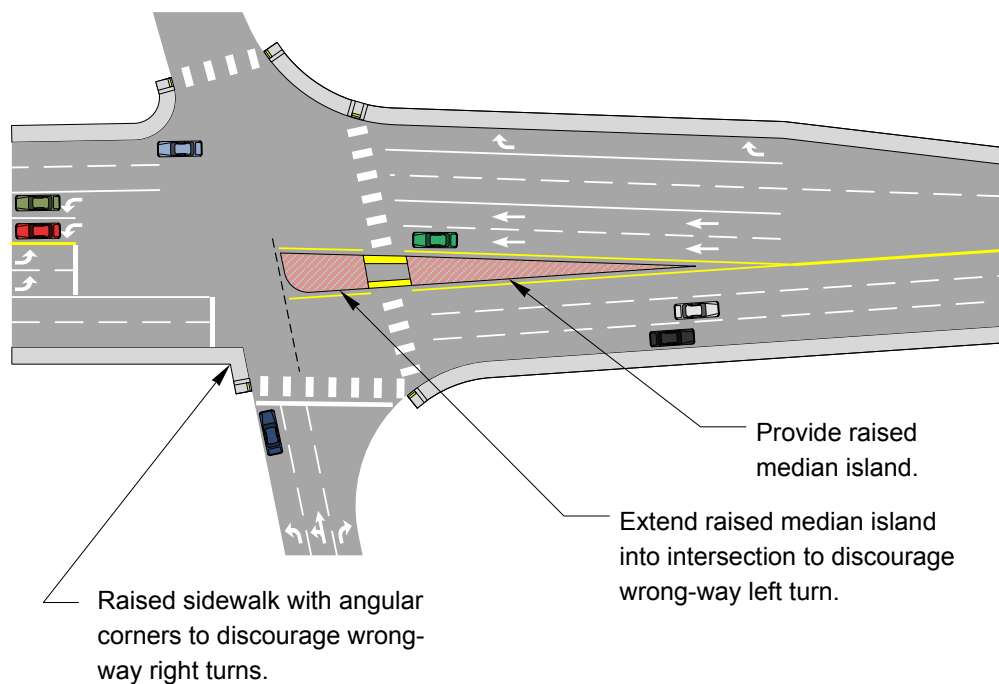 Provide raised
median island.
Extend raised median island
into intersection to discourage
wrong-way left turn.
Raised sidewalk with angular
corners to discourage wrong-
way right turns.